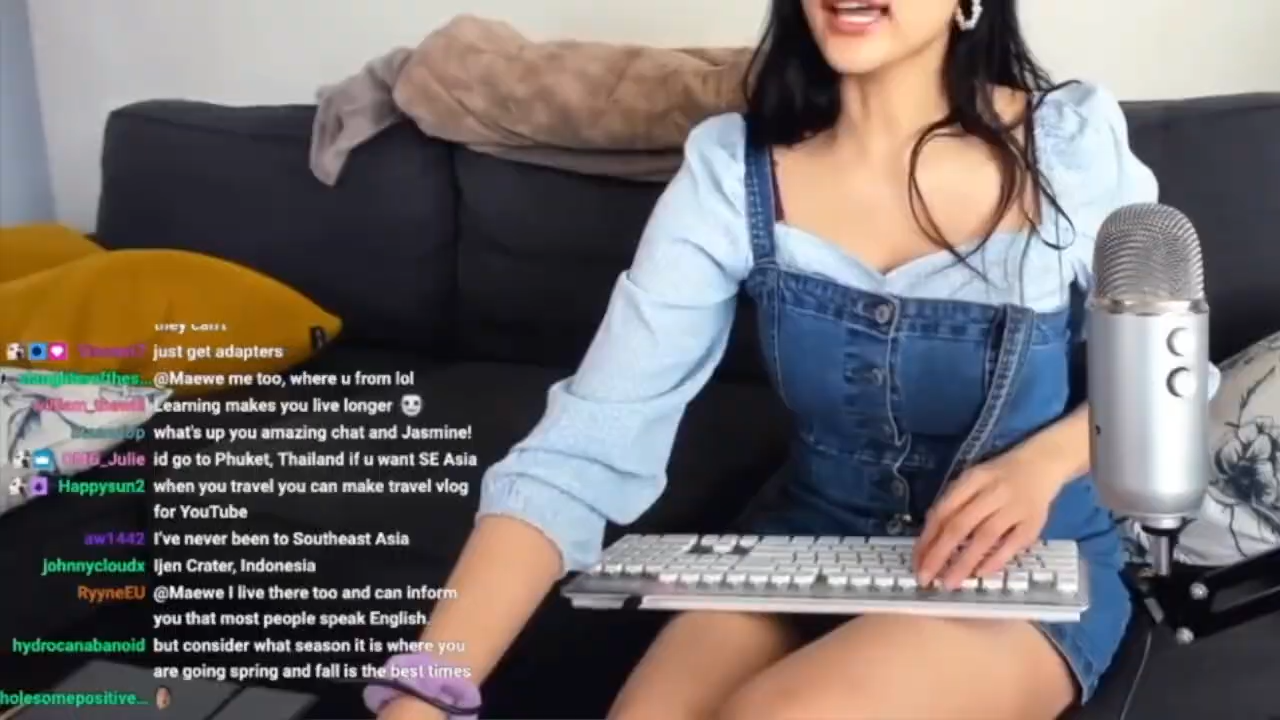 they can't
just get adapters
@Maewe me too, where u from lol
Learning makes you live longer
what's up you amazing chat and Jasmine!
_Julie id go to Phuket, Thailand if u want SE Asia
Happysun2 when you travel you can make travel vlog
for YouTube
aw1442 I've never been to Southeast Asia
johnnycloudx Ijen Crater, Indonesia
RyyneEU @Maewe I live there too and can inform
you that most people speak English.
hydrocanabanoid but consider what season it is where you
are going spring and fall is the best times
holesomepositive...